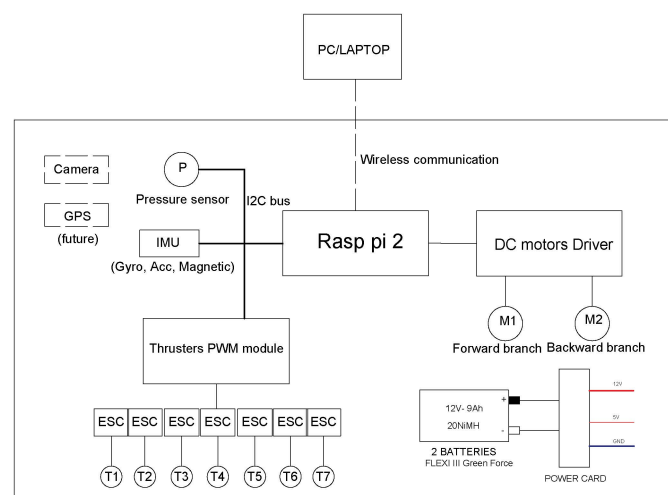 PC/LAPTOP
Wireless communication
Camera
P
Pressure sensor
I2C bus
GPS
(future)
IMU
(Gyro, Acc, Magnetic)
Rasp pi 2
DC motors Driver
M1
M2
Forward branch
Backward branch
Thrusters PWM module
ESC ESC ESC ESC ESC ESC ESC
T1 T2 T3 T4 T5 T6 T7
+
12V- 9Ah
20NiMH
-
2 BATTERIES
FLEXI III Green Force
12V
5V
GND
POWER CARD